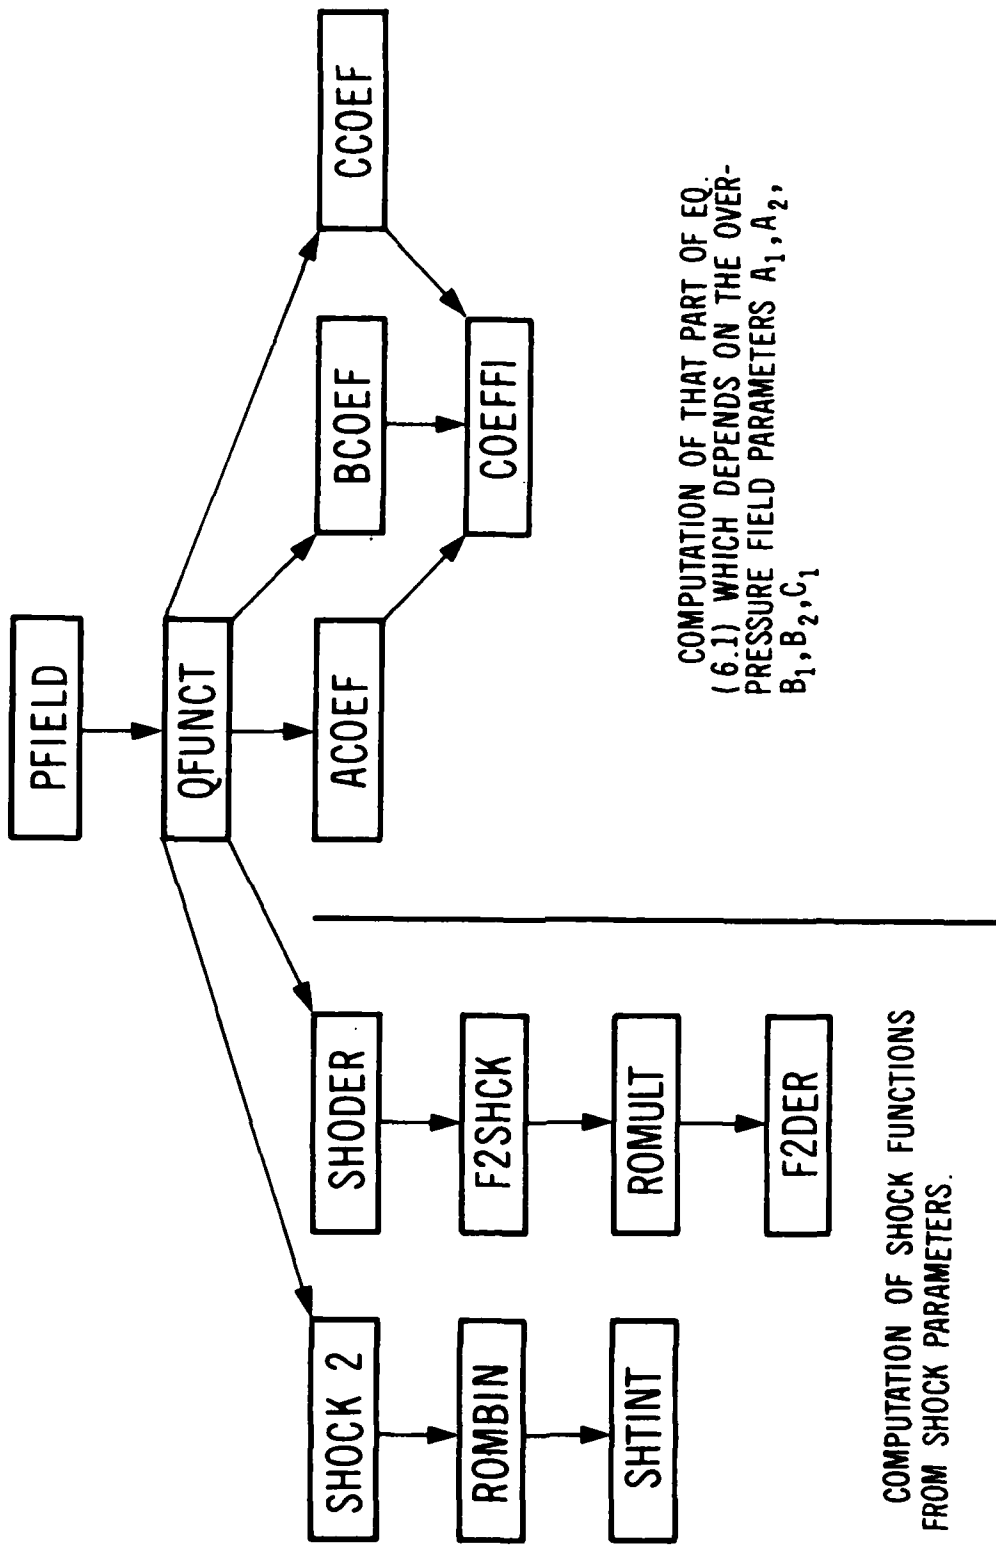 PFIELD
QFUNCT
SHOCK 2
SHODER
ACOEF
BCOEF
CCOEF
ROMBIN
F2SHCK
COEFFI
SHTINT
ROMULT
F2DER
COMPUTATION OF SHOCK FUNCTIONS
FROM SHOCK PARAMETERS.
COMPUTATION OF THAT PART OF EQ.
(6.1) WHICH DEPENDS ON THE OVER-
PRESSURE FIELD PARAMETERS A₁,A₂,
B₁,B₂,C₁